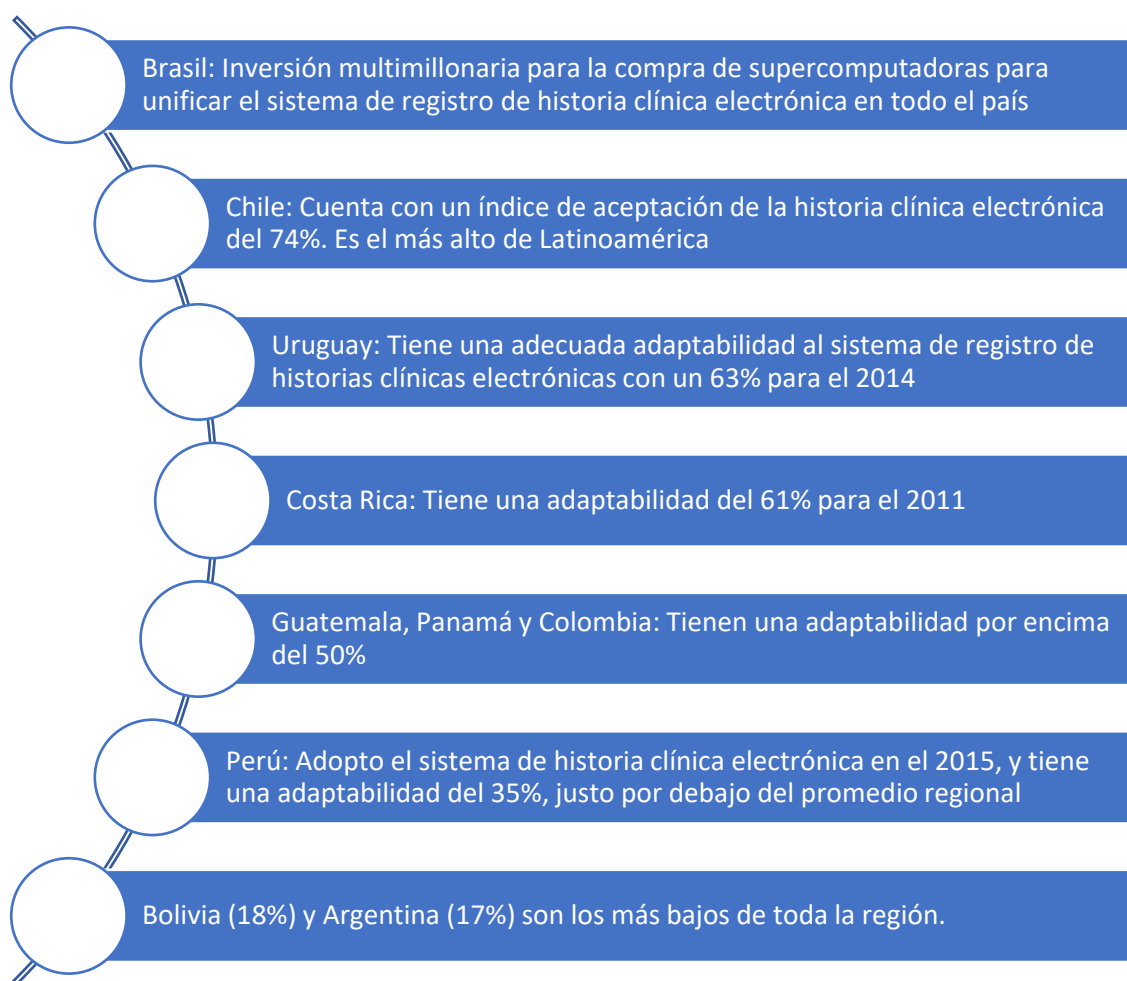 Brasil: Inversión multimillonaria para la compra de supercomputadoras para
unificar el sistema de registro de historia clínica electrónica en todo el país
Chile: Cuenta con un índice de aceptación de la historia clínica electrónica
del 74%. Es el más alto de Latinoamérica
Uruguay: Tiene una adecuada adaptabilidad al sistema de registro de
historias clínicas electrónicas con un 63% para el 2014
Costa Rica: Tiene una adaptabilidad del 61% para el 2011
Guatemala, Panamá y Colombia: Tienen una adaptabilidad por encima
del 50%
Perú: Adopto el sistema de historia clínica electrónica en el 2015, y tiene
una adaptabilidad del 35%, justo por debajo del promedio regional
Bolivia (18%) y Argentina (17%) son los más bajos de toda la región.